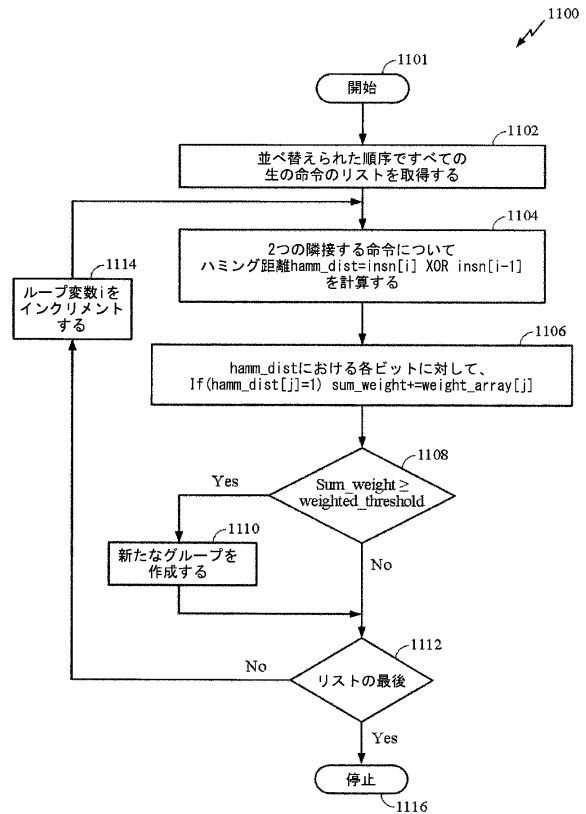 1100
1101
開始
1102
並べ替えられた順序ですべての
生の命令のリストを取得する
1104
2つの隣接する命令について
ハミング距離hamm_dist=insn[i] XOR insn[i-1]
を計算する
1114
ループ変数iを
インクリメント
する
1106
hamm_distにおける各ビットに対して、
If(hamm_dist[j]=1) sum_weight+=weight_array[j]
1108
Sum_weight ≥
weighted_threshold
Yes
1110
新たなグループを
作成する
No
1112
リストの最後
No
Yes
停止
1116